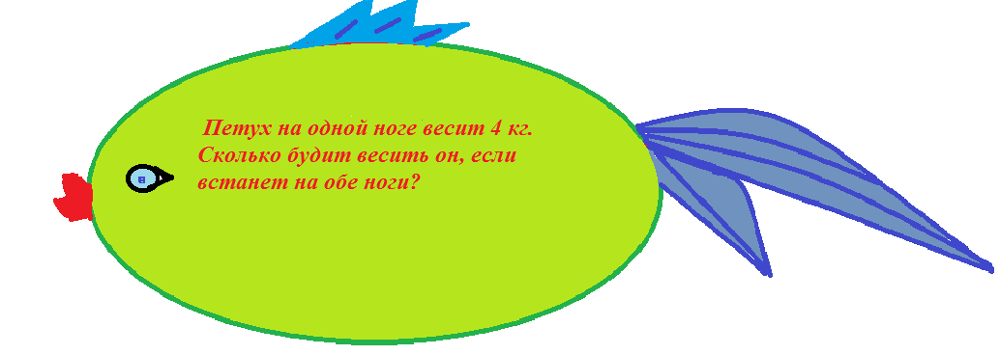 Петух на одной ноге весит 4 кг.
Сколько будит весить он, если
встанет на обе ноги?